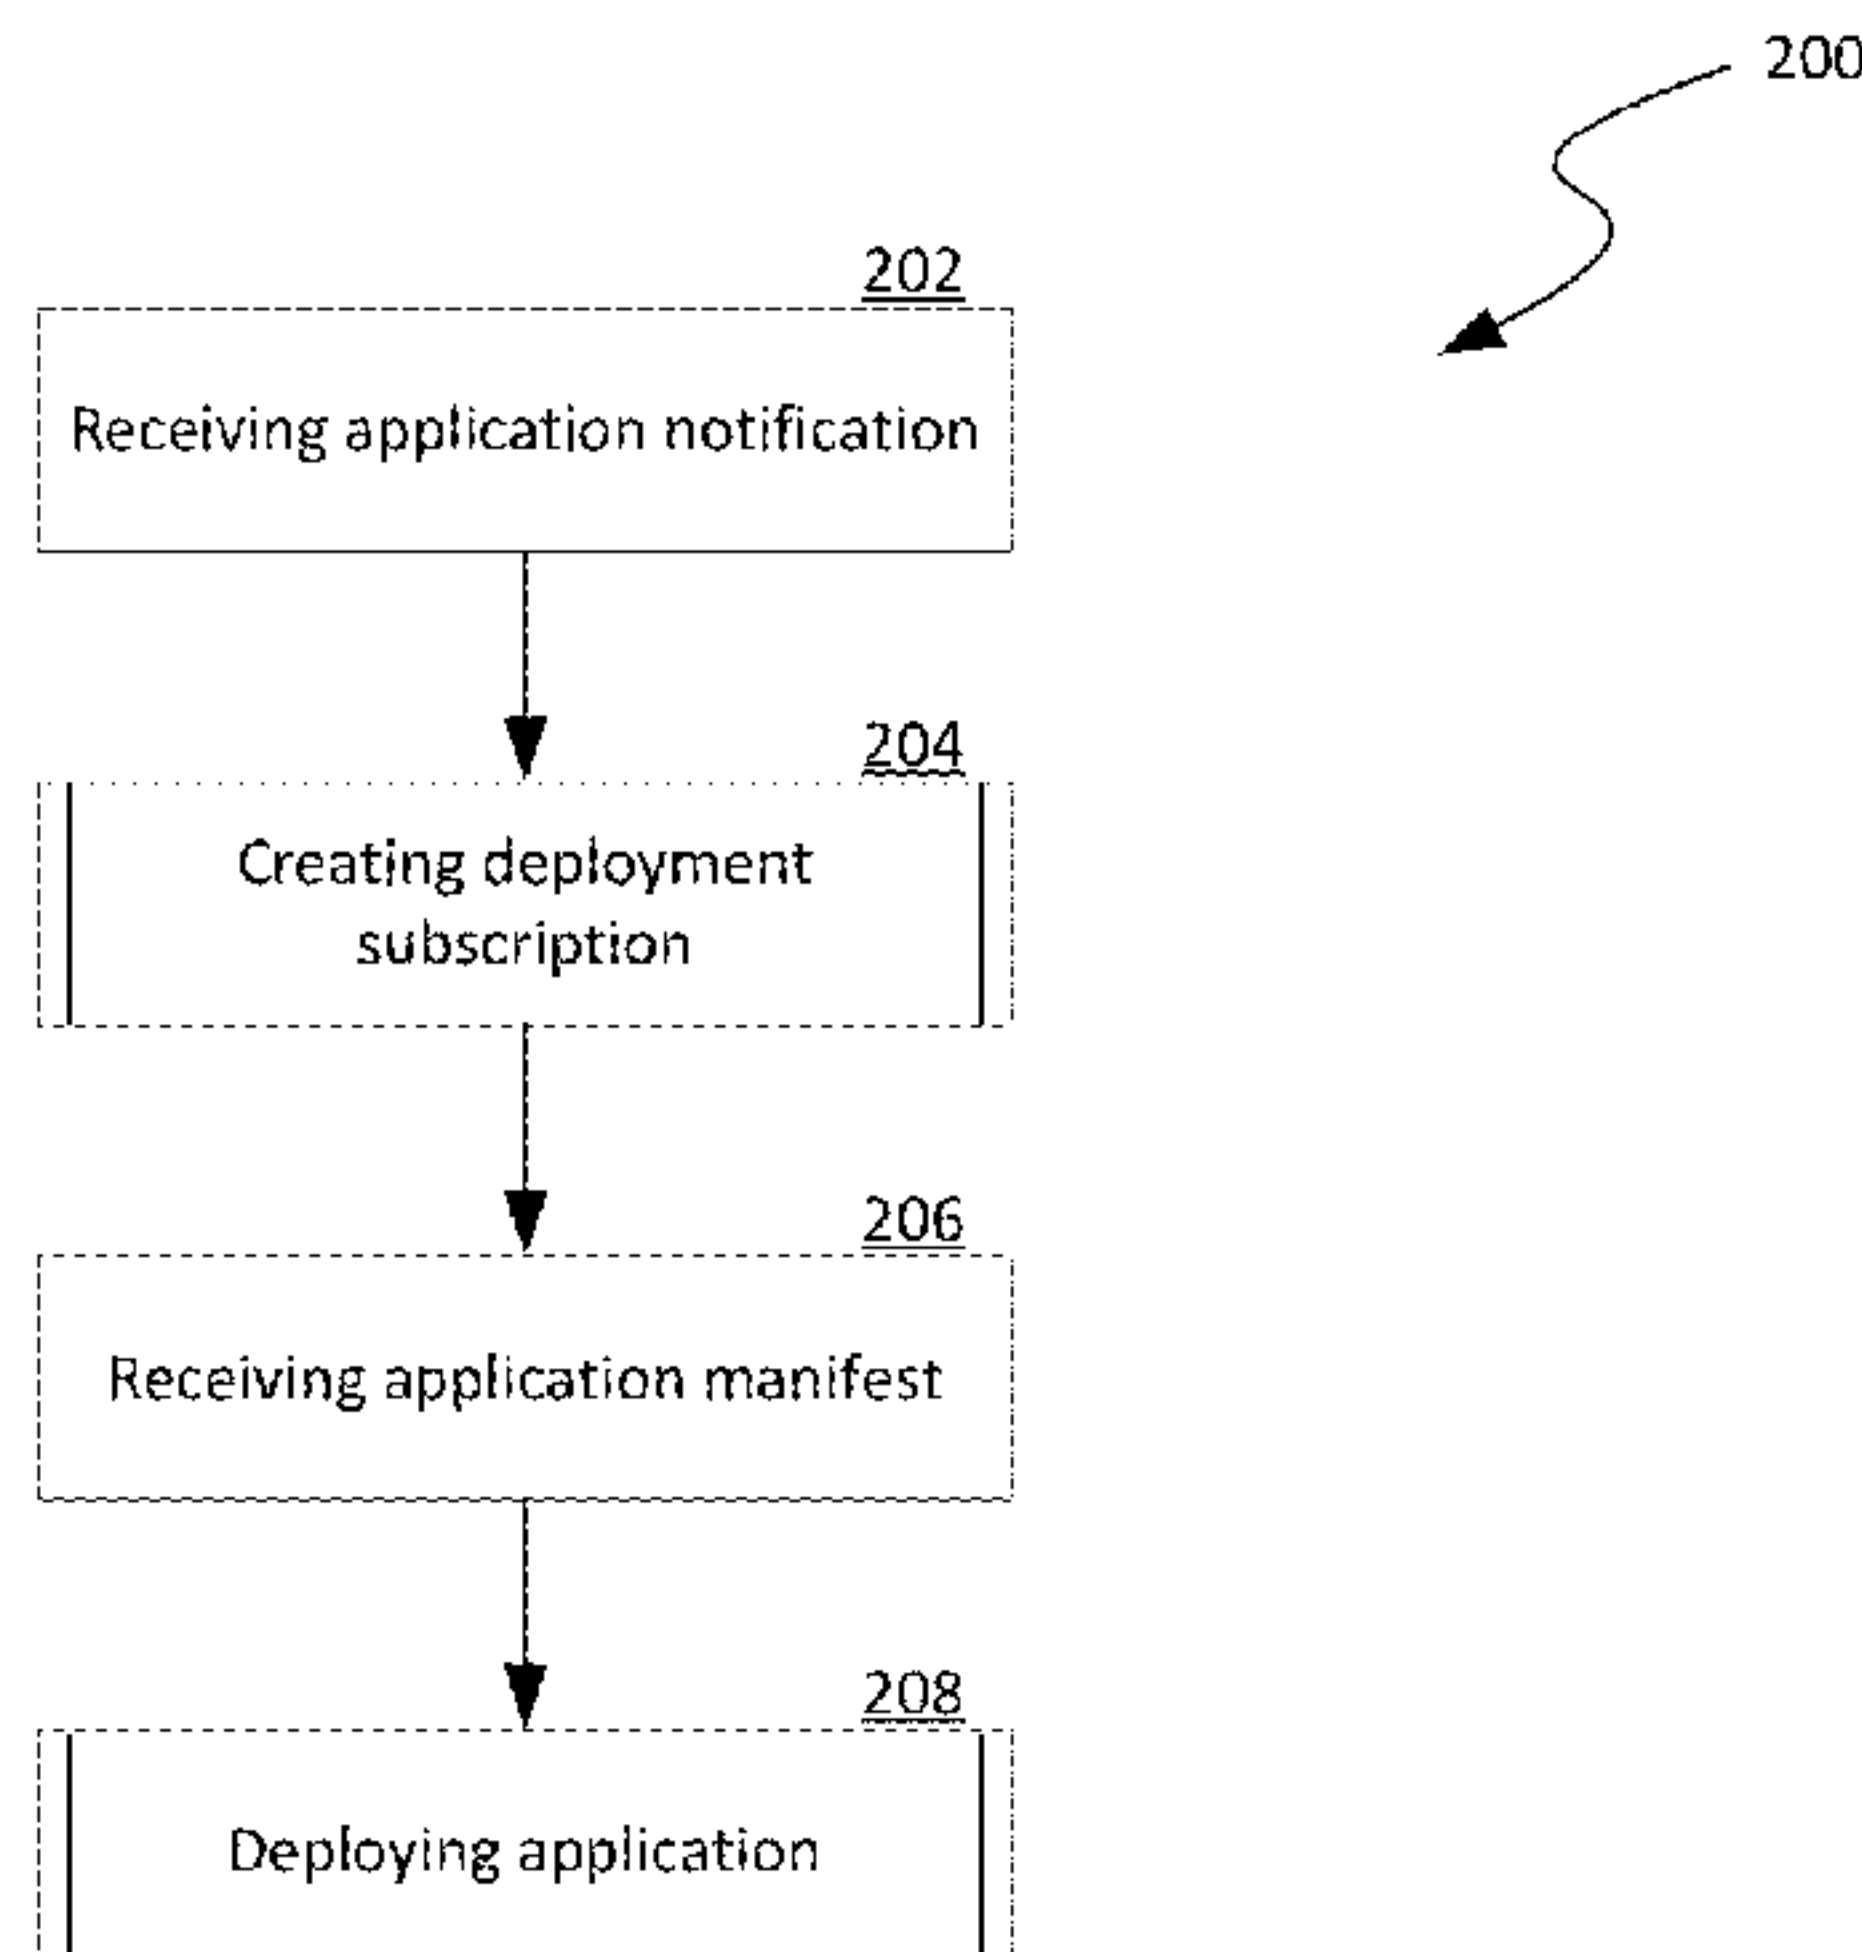 200
202
Receiving application notification
204
Creating deployment
subscription
206
Receiving application manifest
208
Deploying application